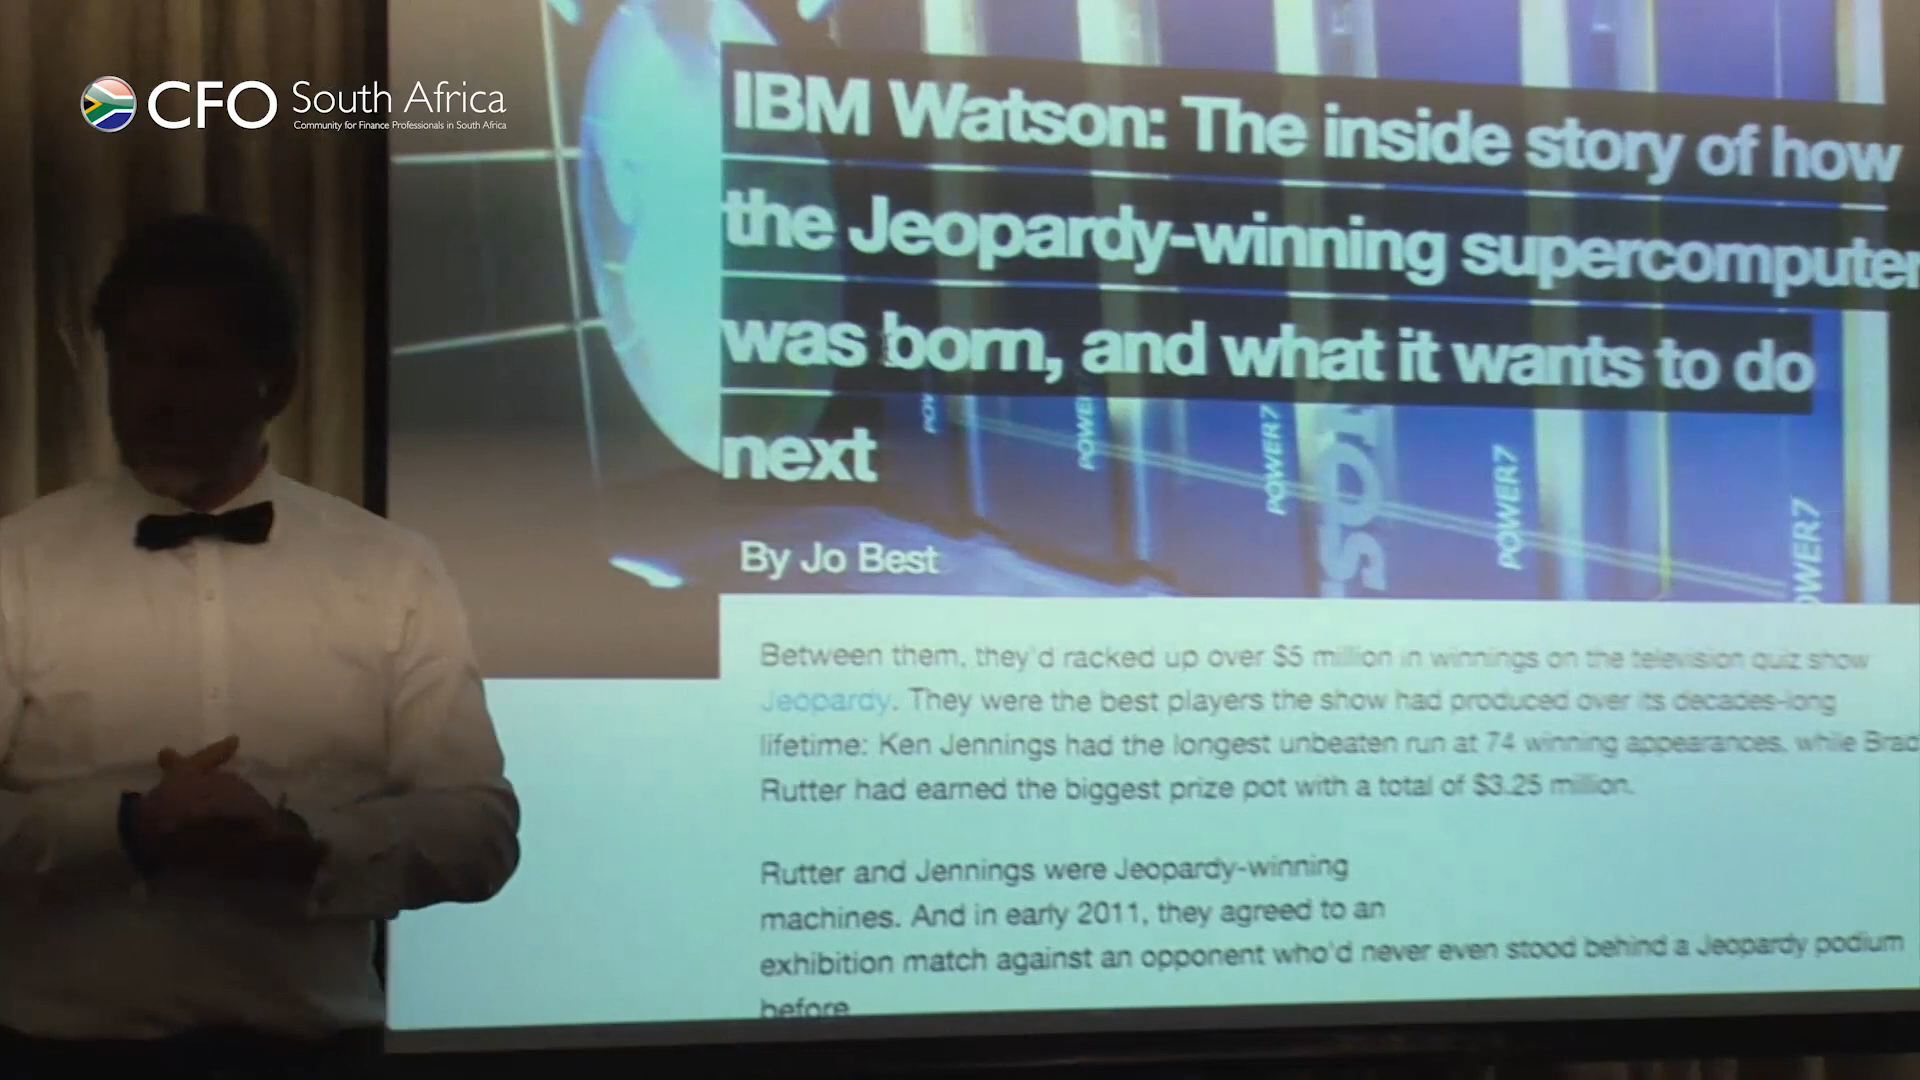 CFO South Africa
Community for Finance Professionals in South Africa
IBM Watson: The inside story of how
the Jeopardy-winning supercomputer
was born, and what it wants to do
next
By Jo Best
POWER7
POWER7
POWER7
POWER7
Between them, they'd racked up over $5 million in winnings on the television quiz show
Jeopardy. They were the best players the show had produced over its decades-long
lifetime: Ken Jennings had the longest unbeaten run at 74 winning appearances, while Brad
Rutter had earned the biggest prize pot with a total of $3.25 million.
Rutter and Jennings were Jeopardy-winning
machines. And in early 2011, they agreed to an
exhibition match against an opponent who'd never even stood behind a Jeopardy podium
before